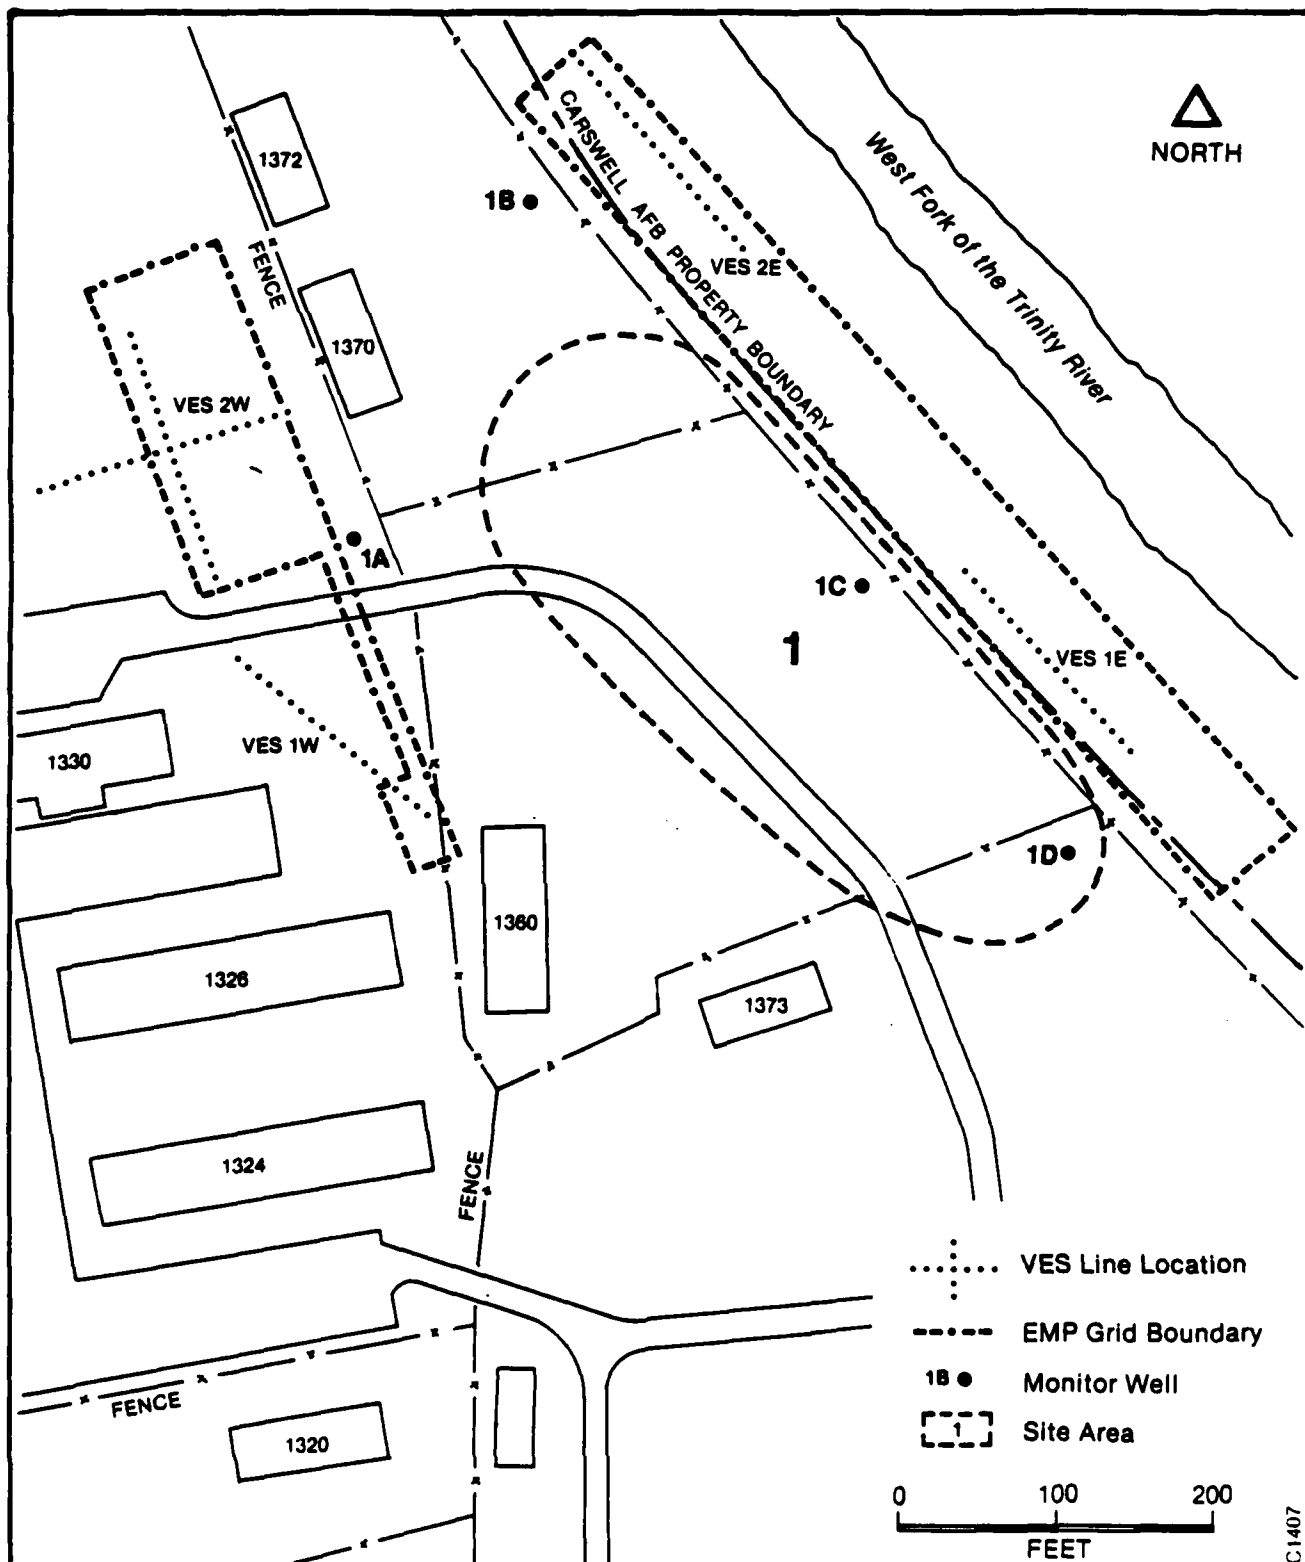 NORTH
West Fork of the Trinity River
CARSWELL AFB PROPERTY BOUNDARY
1372
1B
FENCE
VES 2E
1370
VES 2W
1A
1C
1
VES 1E
VES 1W
1330
1D
1360
1326
1373
1324
FENCE
VES Line Location
EMP Grid Boundary
1B Monitor Well
1 Site Area
FENCE
1320
0 100 200
FEET
C1407